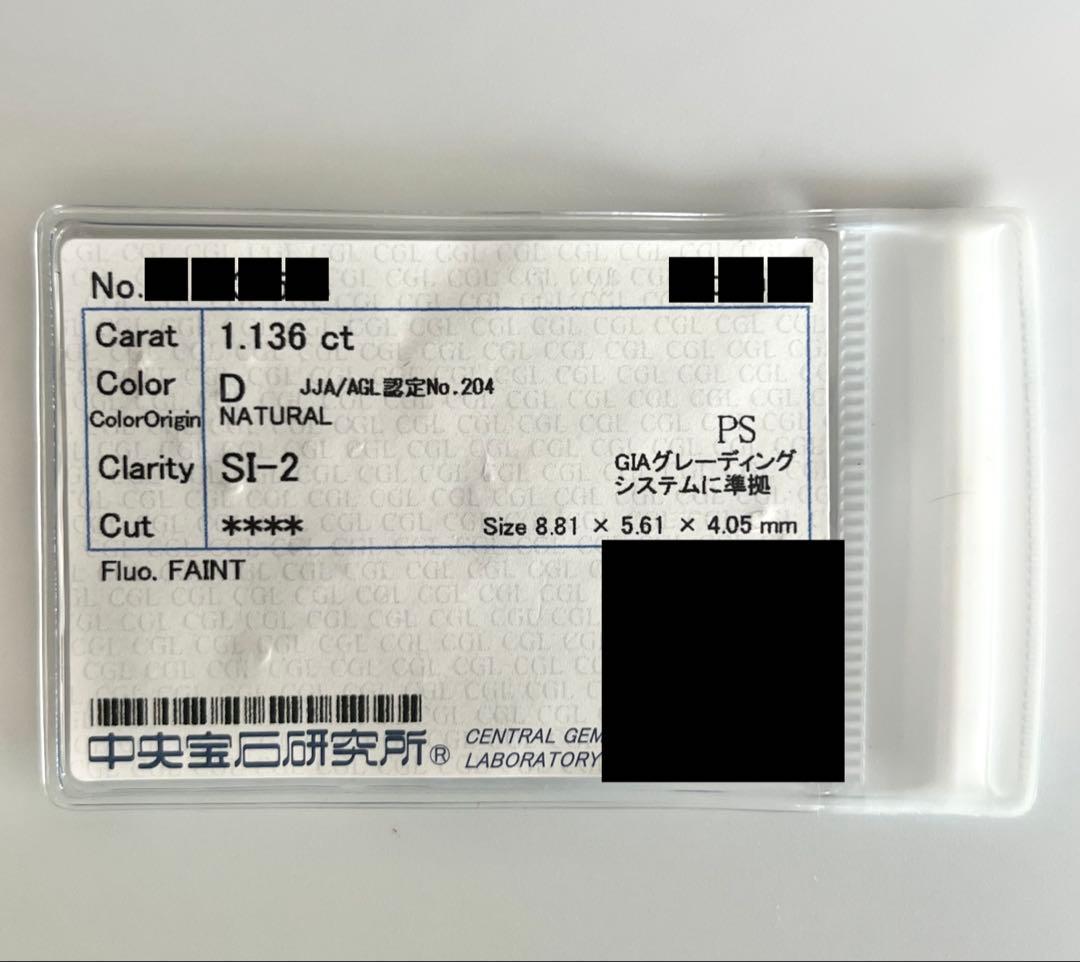 No.
Carat 1.136 ct
Color D JJA/AGL認定No.204
ColorOrigin NATURAL
PS
Clarity SI-2 GIAグレーディング
システムに準拠
Cut **** Size 8.81 × 5.61 × 4.05 mm
Fluo. FAINT
中央宝石研究所® CENTRAL GEM
LABORATORY